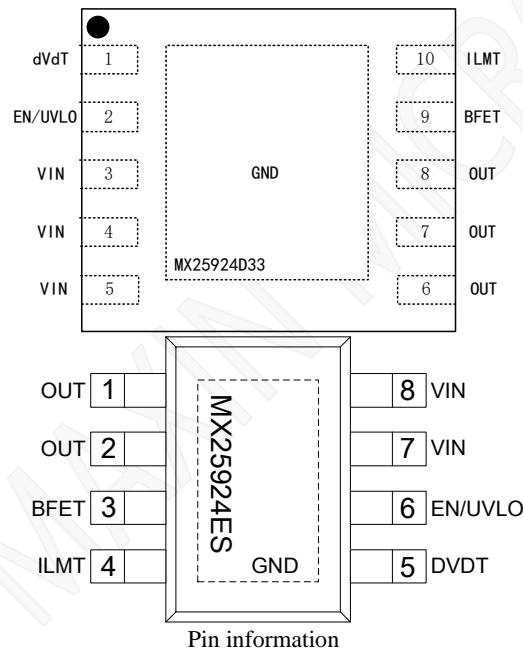 dVdT 1 10 ILMT
EN/UVLO 2 9 BFET
VIN 3 GND 8 OUT
VIN 4 7 OUT
MX25924D33
VIN 5 6 OUT
OUT 1 8 VIN
OUT 2 7 VIN
BFET 3 6 EN/UVLO
ILMT 4 5 DVDT
MX25924ES
GND
Pin information